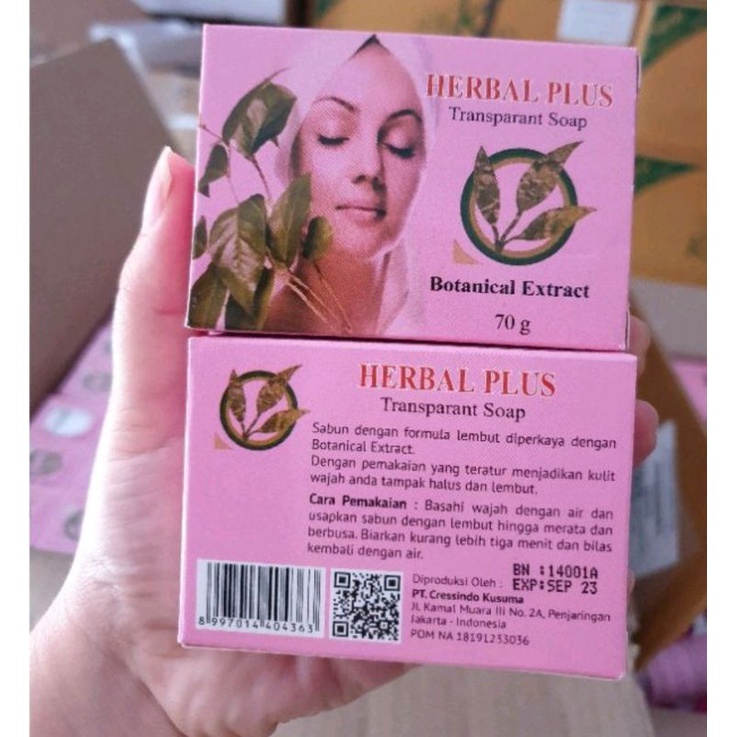 HERBAL PLUS
Transparant Soap
Botanical Extract
70 g
HERBAL PLUS
Transparant Soap
Sabun dengan formula lembut diperkaya dengan
Botanical Extract.
Dengan pemakaian yang teratur menjadikan kulit
wajah anda tampak halus dan lembut.
Cara Pemakaian : Basahi wajah dengan air dan
usapkan sabun dengan lembut hingga merata dan
berbusa. Biarkan kurang lebih tiga menit dan bilas
kembali dengan air.
8 997014 404363
Diproduksi Oleh :
BN :14001A
EXP:SEP 23
PT. Cressindo Kusuma
Jl. Kamal Muara III No. 2A, Penjaringan
Jakarta - Indonesia
POM NA 18191233036